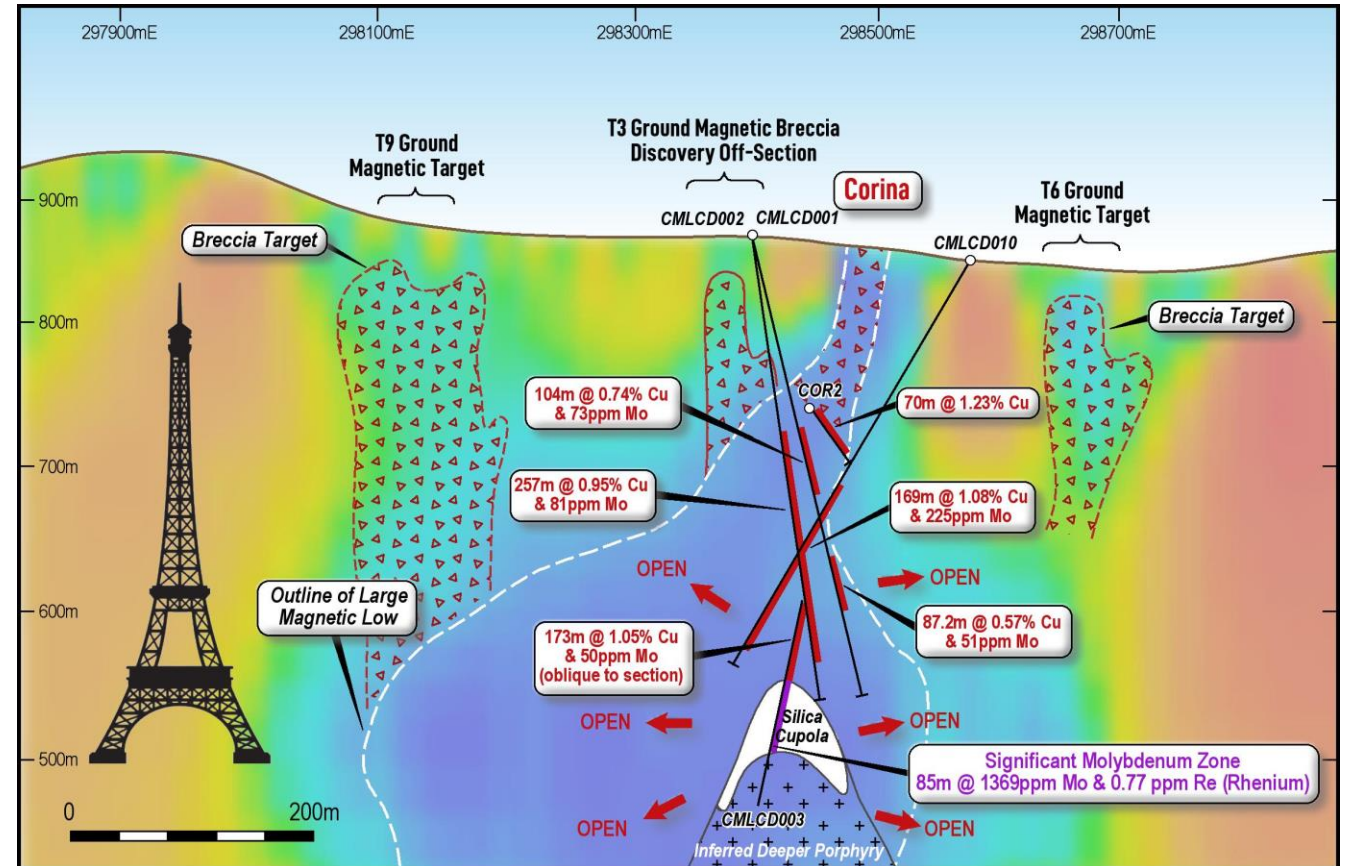 297900mE
298100mE
298300mE
298500mE
298700mE
T9 Ground
Magnetic Target
T3 Ground Magnetic Breccia
Discovery Off-Section
Corina
T6 Ground
Magnetic Target
900m
CMLCD002
CMLCD001
CMLCD010
Breccia Target
800m
Breccia Target
COR2
104m @ 0.74% Cu
& 73ppm Mo
70m @ 1.23% Cu
700m
257m @ 0.95% Cu
& 81ppm Mo
169m @ 1.08% Cu
& 225ppm Mo
OPEN
OPEN
Outline of Large
Magnetic Low
600m
173m @ 1.05% Cu
& 50ppm Mo
(oblique to section)
87.2m @ 0.57% Cu
& 51ppm Mo
OPEN
Silica
Cupola
OPEN
500m
Significant Molybdenum Zone
85m @ 1369ppm Mo & 0.77 ppm Re (Rhenium)
0
200m
OPEN
CMLCD003
OPEN
Inferred Deeper Porphyry